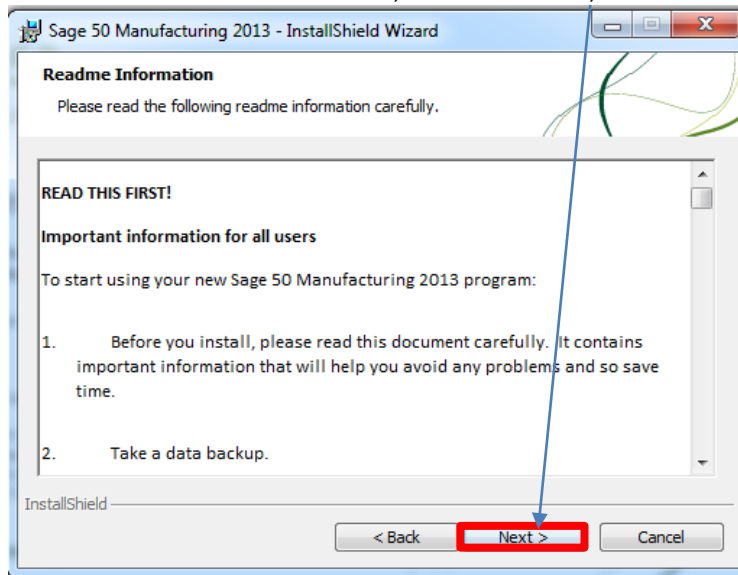 Sage 50 Manufacturing 2013 - InstallShield Wizard
Readme Information
Please read the following readme information carefully.
READ THIS FIRST!
Important information for all users
To start using your new Sage 50 Manufacturing 2013 program:
1. Before you install, please read this document carefully. It contains
important information that will help you avoid any problems and so save
time.
2. Take a data backup.
InstallShield
< Back Next > Cancel